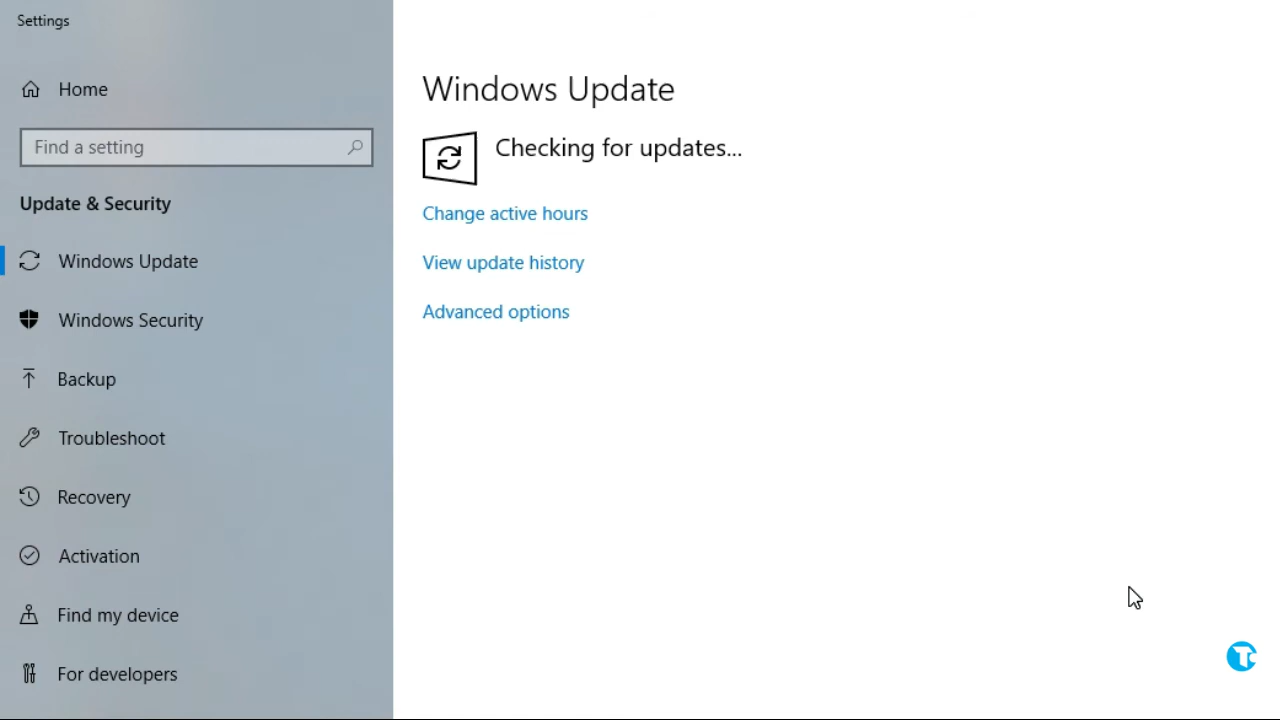 Settings
Home
Find a setting
Update & Security
Windows Update
Windows Security
Backup
Troubleshoot
Recovery
Activation
Find my device
For developers
Windows Update
Checking for updates...
Change active hours
View update history
Advanced options